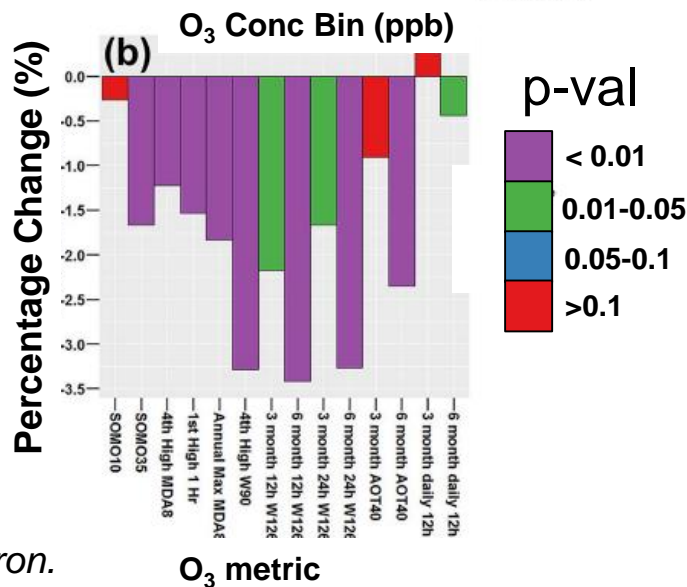 O₃ Conc Bin (ppb)
(b)
Percentage Change (%)
0.0
-0.5
-1.0
-1.5
-2.0
-2.5
-3.0
-3.5
SOMO10
SOMO35
4th High MDA8
1st High 1 Hr
Annual Max MDA8
4th High W90
3 month 12h W126
6 month 12h W126
3 month 24h W126
6 month 24h W126
3 month AOT40
6 month AOT40
3 month daily 12h
6 month daily 12h
p-val
< 0.01
0.01-0.05
0.05-0.1
>0.1
ron.
O₃ metric